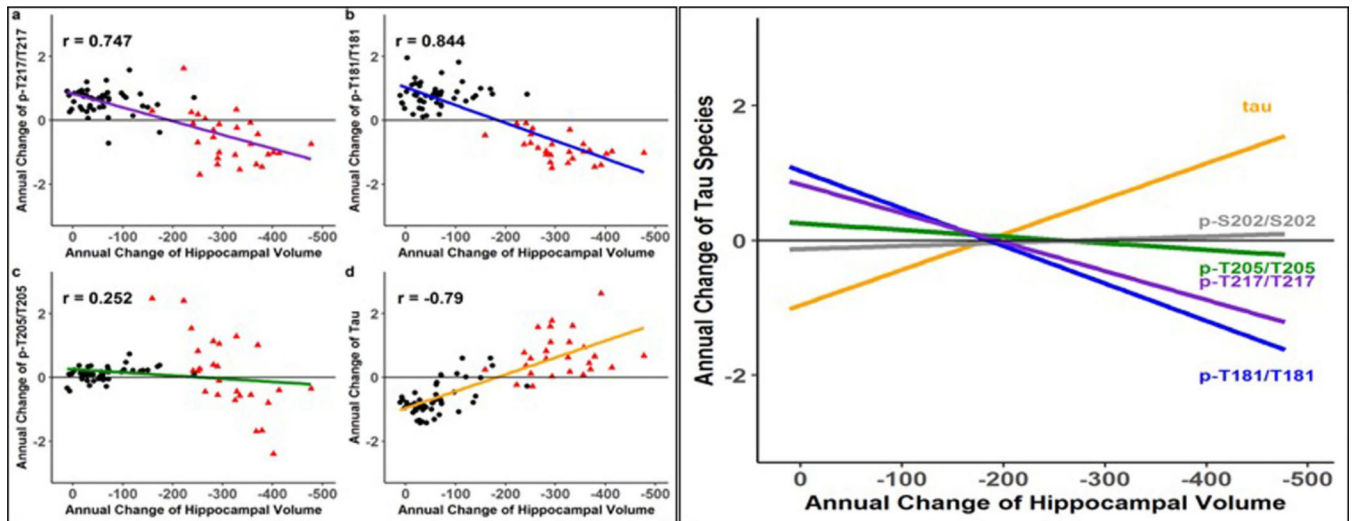 a
r = 0.747
Annual Change of p-T217/T217
2
0
-2
0 -100 -200 -300 -400 -500
Annual Change of Hippocampal Volume
b
r = 0.844
Annual Change of p-T181/T181
2
0
-2
0 -100 -200 -300 -400 -500
Annual Change of Hippocampal Volume
c
r = 0.252
Annual Change of p-T205/T205
2
0
-2
0 -100 -200 -300 -400 -500
Annual Change of Hippocampal Volume
d
r = -0.79
Annual Change of Tau
2
0
-2
0 -100 -200 -300 -400 -500
Annual Change of Hippocampal Volume
Annual Change of Tau Species
2
0
-2
tau
p-S202/S202
p-T205/T205
p-T217/T217
p-T181/T181
0 -100 -200 -300 -400 -500
Annual Change of Hippocampal Volume